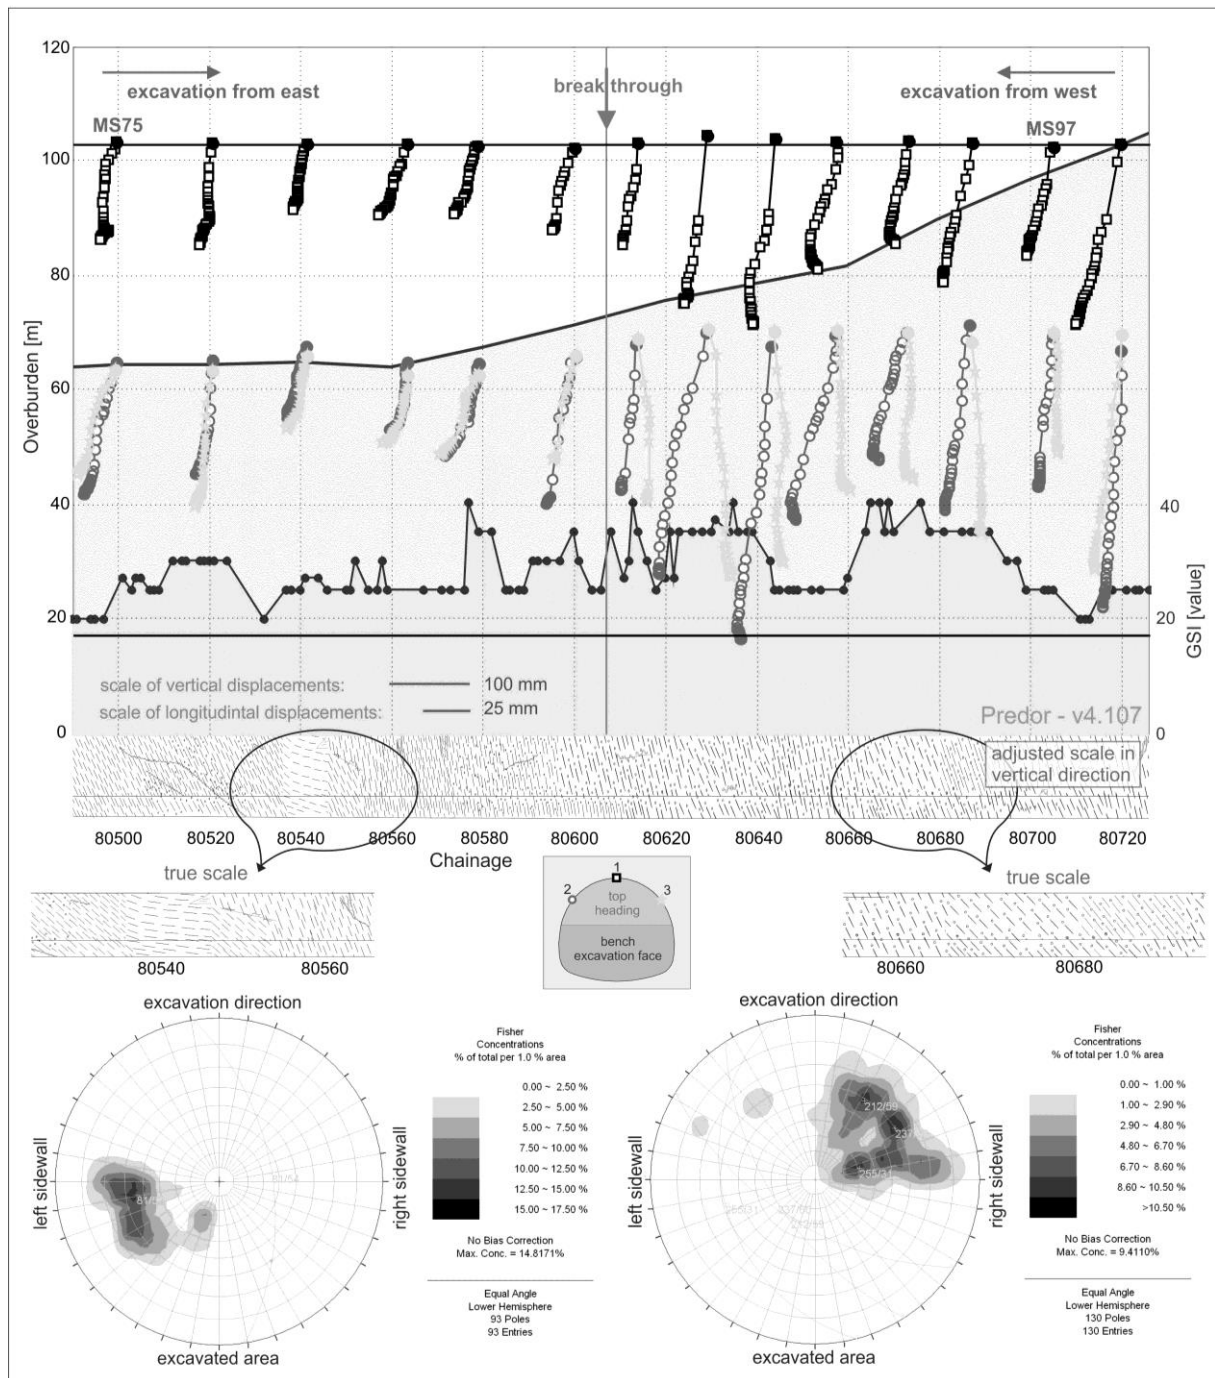 120
excavation from east
break through
excavation from west
MS75
MS97
100
80
Overburden [m]
60
40
40
20
20
GSI [value]
scale of vertical displacements:
100 mm
scale of longitudintal displacements:
25 mm
Predor - v4.107
0
0
adjusted scale in
vertical direction
80500
80520
80540
80560
80580
80600
80620
80640
80660
80680
80700
80720
Chainage
true scale
true scale
1
2
3
top
heading
bench
excavation face
80540
80560
80660
80680
excavation direction
left sidewall
right sidewall
excavated area
81/54
Fisher
Concentrations
% of total per 1.0 % area
0.00 ~ 2.50 %
2.50 ~ 5.00 %
5.00 ~ 7.50 %
7.50 ~ 10.00 %
10.00 ~ 12.50 %
12.50 ~ 15.00 %
15.00 ~ 17.50 %
No Bias Correction
Max. Conc. = 14.8171%
Equal Angle
Lower Hemisphere
93 Poles
93 Entries
excavation direction
left sidewall
right sidewall
excavated area
212/59
255/31
255/31
212/59
Fisher
Concentrations
% of total per 1.0 % area
0.00 ~ 1.00 %
1.00 ~ 2.90 %
2.90 ~ 4.80 %
4.80 ~ 6.70 %
6.70 ~ 8.60 %
8.60 ~ 10.50 %
>10.50 %
No Bias Correction
Max. Conc. = 9.4110%
Equal Angle
Lower Hemisphere
130 Poles
130 Entries